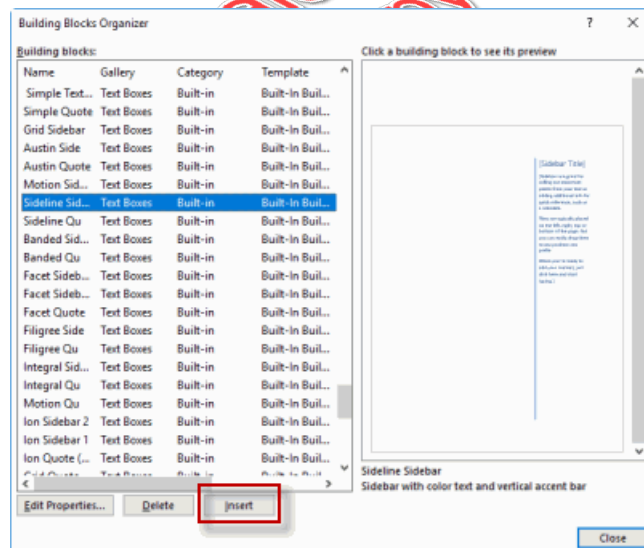 Building Blocks Organizer ? ×
Building blocks:
Click a building block to see its preview
Name Gallery Category Template
Simple Text... Text Boxes Built-in Built-In Buil...
Simple Quote Text Boxes Built-in Built-In Buil...
Grid Sidebar Text Boxes Built-in Built-In Buil...
Austin Side Text Boxes Built-in Built-In Buil...
Austin Quote Text Boxes Built-in Built-In Buil...
Motion Sid... Text Boxes Built-in Built-In Buil...
Sideline Sid... Text Boxes Built-in Built-In Buil...
Sideline Qu Text Boxes Built-in Built-In Buil...
Banded Sid... Text Boxes Built-in Built-In Buil...
Banded Qu Text Boxes Built-in Built-In Buil...
Facet Sideb... Text Boxes Built-in Built-In Buil...
Facet Sideb... Text Boxes Built-in Built-In Buil...
Facet Quote Text Boxes Built-in Built-In Buil...
Filigree Side Text Boxes Built-in Built-In Buil...
Filigree Qu Text Boxes Built-in Built-In Buil...
Integral Sid... Text Boxes Built-in Built-In Buil...
Integral Qu Text Boxes Built-in Built-In Buil...
Motion Qu Text Boxes Built-in Built-In Buil...
Ion Sidebar 2 Text Boxes Built-in Built-In Buil...
Ion Sidebar 1 Text Boxes Built-in Built-In Buil...
Ion Quote (... Text Boxes Built-in Built-In Buil...
[Sidebar Title]
Sideline Sidebar
Sidebar with color text and vertical accent bar
Edit Properties... Delete Insert
Close